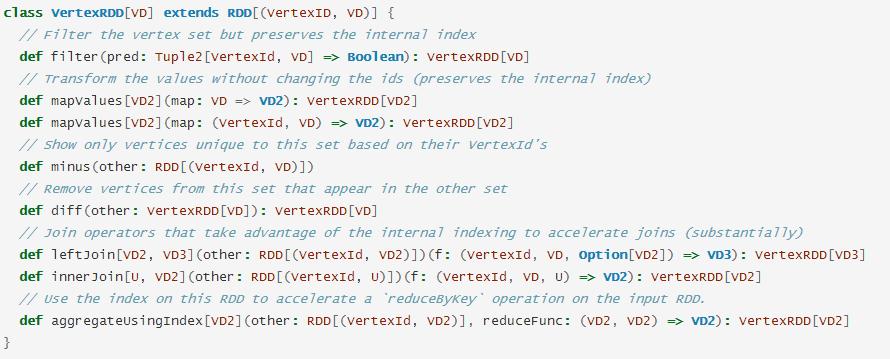 class VertexRDD[VD] extends RDD[(VertexID, VD)] {
  // Filter the vertex set but preserves the internal index
  def filter(pred: Tuple2[VertexId, VD] => Boolean): VertexRDD[VD]
  // Transform the values without changing the ids (preserves the internal index)
  def mapValues[VD2](map: VD => VD2): VertexRDD[VD2]
  def mapValues[VD2](map: (VertexId, VD) => VD2): VertexRDD[VD2]
  // Show only vertices unique to this set based on their VertexId's
  def minus(other: RDD[(VertexId, VD)])
  // Remove vertices from this set that appear in the other set
  def diff(other: VertexRDD[VD]): VertexRDD[VD]
  // Join operators that take advantage of the internal indexing to accelerate joins (substantially)
  def leftJoin[VD2, VD3](other: RDD[(VertexId, VD2)])(f: (VertexId, VD, Option[VD2]) => VD3): VertexRDD[VD3]
  def innerJoin[U, VD2](other: RDD[(VertexId, U)])(f: (VertexId, VD, U) => VD2): VertexRDD[VD2]
  // Use the index on this RDD to accelerate a `reduceByKey` operation on the input RDD.
  def aggregateUsingIndex[VD2](other: RDD[(VertexId, VD2)], reduceFunc: (VD2, VD2) => VD2): VertexRDD[VD2]
}